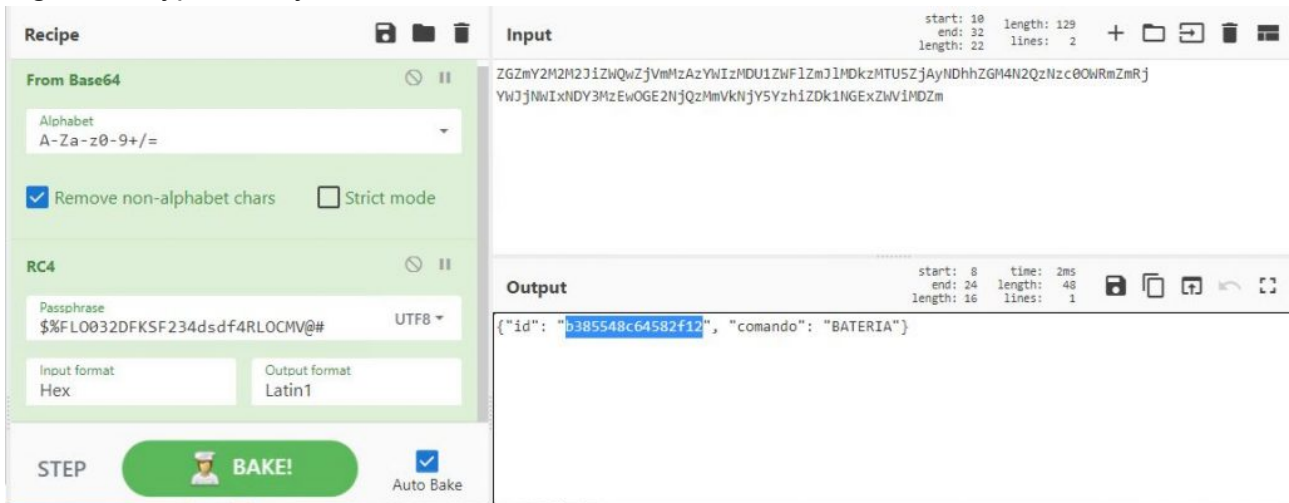 Recipe
From Base64
Alphabet
A-Za-z0-9+/=
Remove non-alphabet chars
Strict mode
RC4
Passphrase
$%FLO032DFKSF234dsdf4RLOCMV@#
UTF8
Input format
Hex
Output format
Latin1
STEP
BAKE!
Auto Bake
Input
start: 10
end: 32
length: 22
length: 129
lines: 2
ZGZmY2M2M2JiZWQwZjVmMzAzYWIzMDU1ZWFlZmJlMDkzMTU5ZjAyNDhhZGM4N2QzNzc0OWRmZmRj
YWJjNWIxNDY3MzEwOGE2NjQzMmVkNjY5YzhiZDk1NGExZWViMDZm
Output
start: 8
end: 24
length: 16
time: 2ms
length: 48
lines: 1
{"id": "b385548c64582f12", "comando": "BATERIA"}